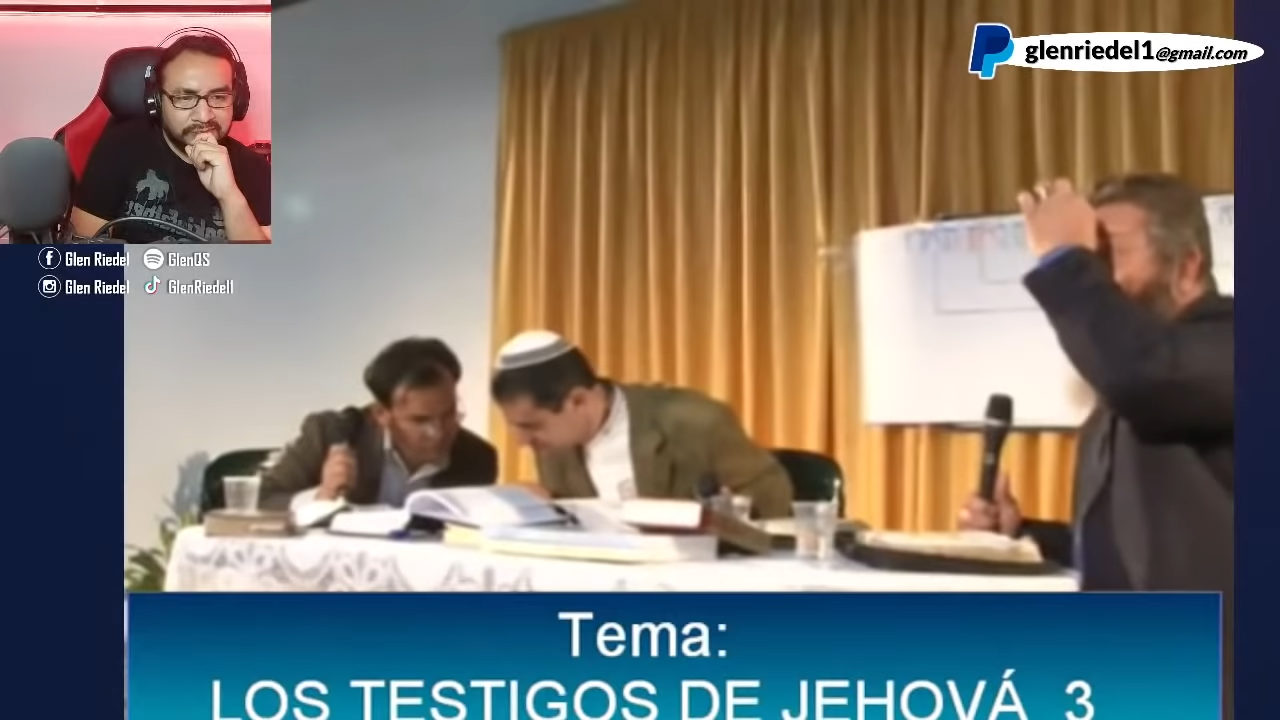 glenriedel1@gmail.com
Glen Riedel
GlenQS
Glen Riedel
GlenRiedel1
Tema:
LOS TESTIGOS DE JEHOVÁ 3